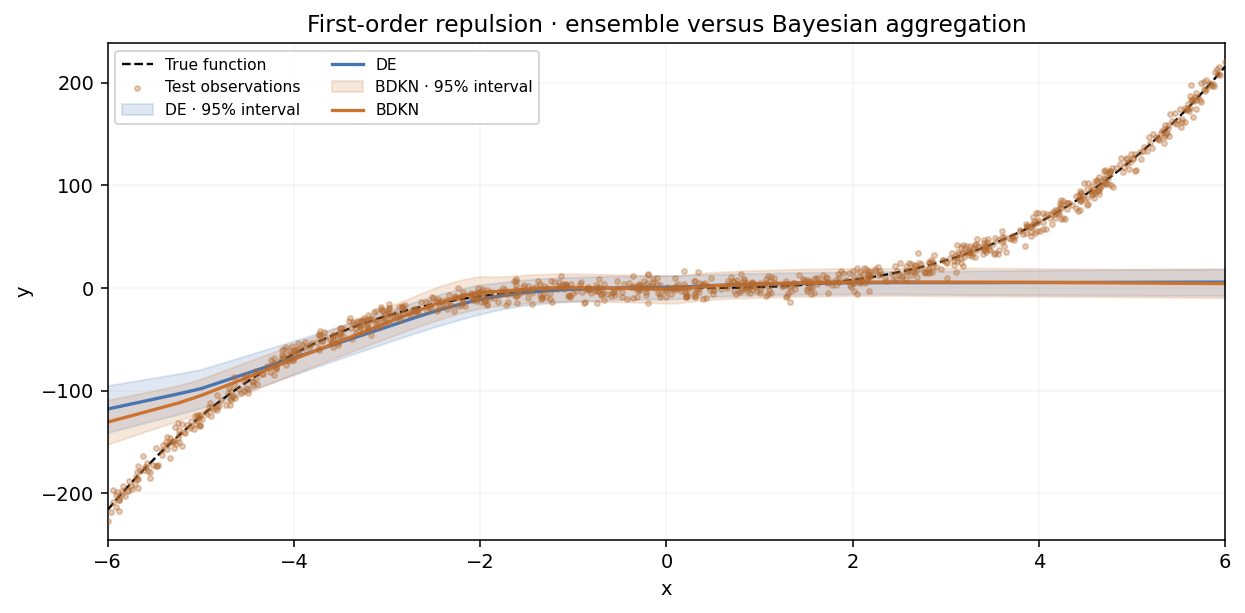 First-order repulsion · ensemble versus Bayesian aggregation
True function
Test observations
DE · 95% interval
DE
BDKN · 95% interval
BDKN
200
100
0
−100
−200
y
−6
−4
−2
0
2
4
6
x